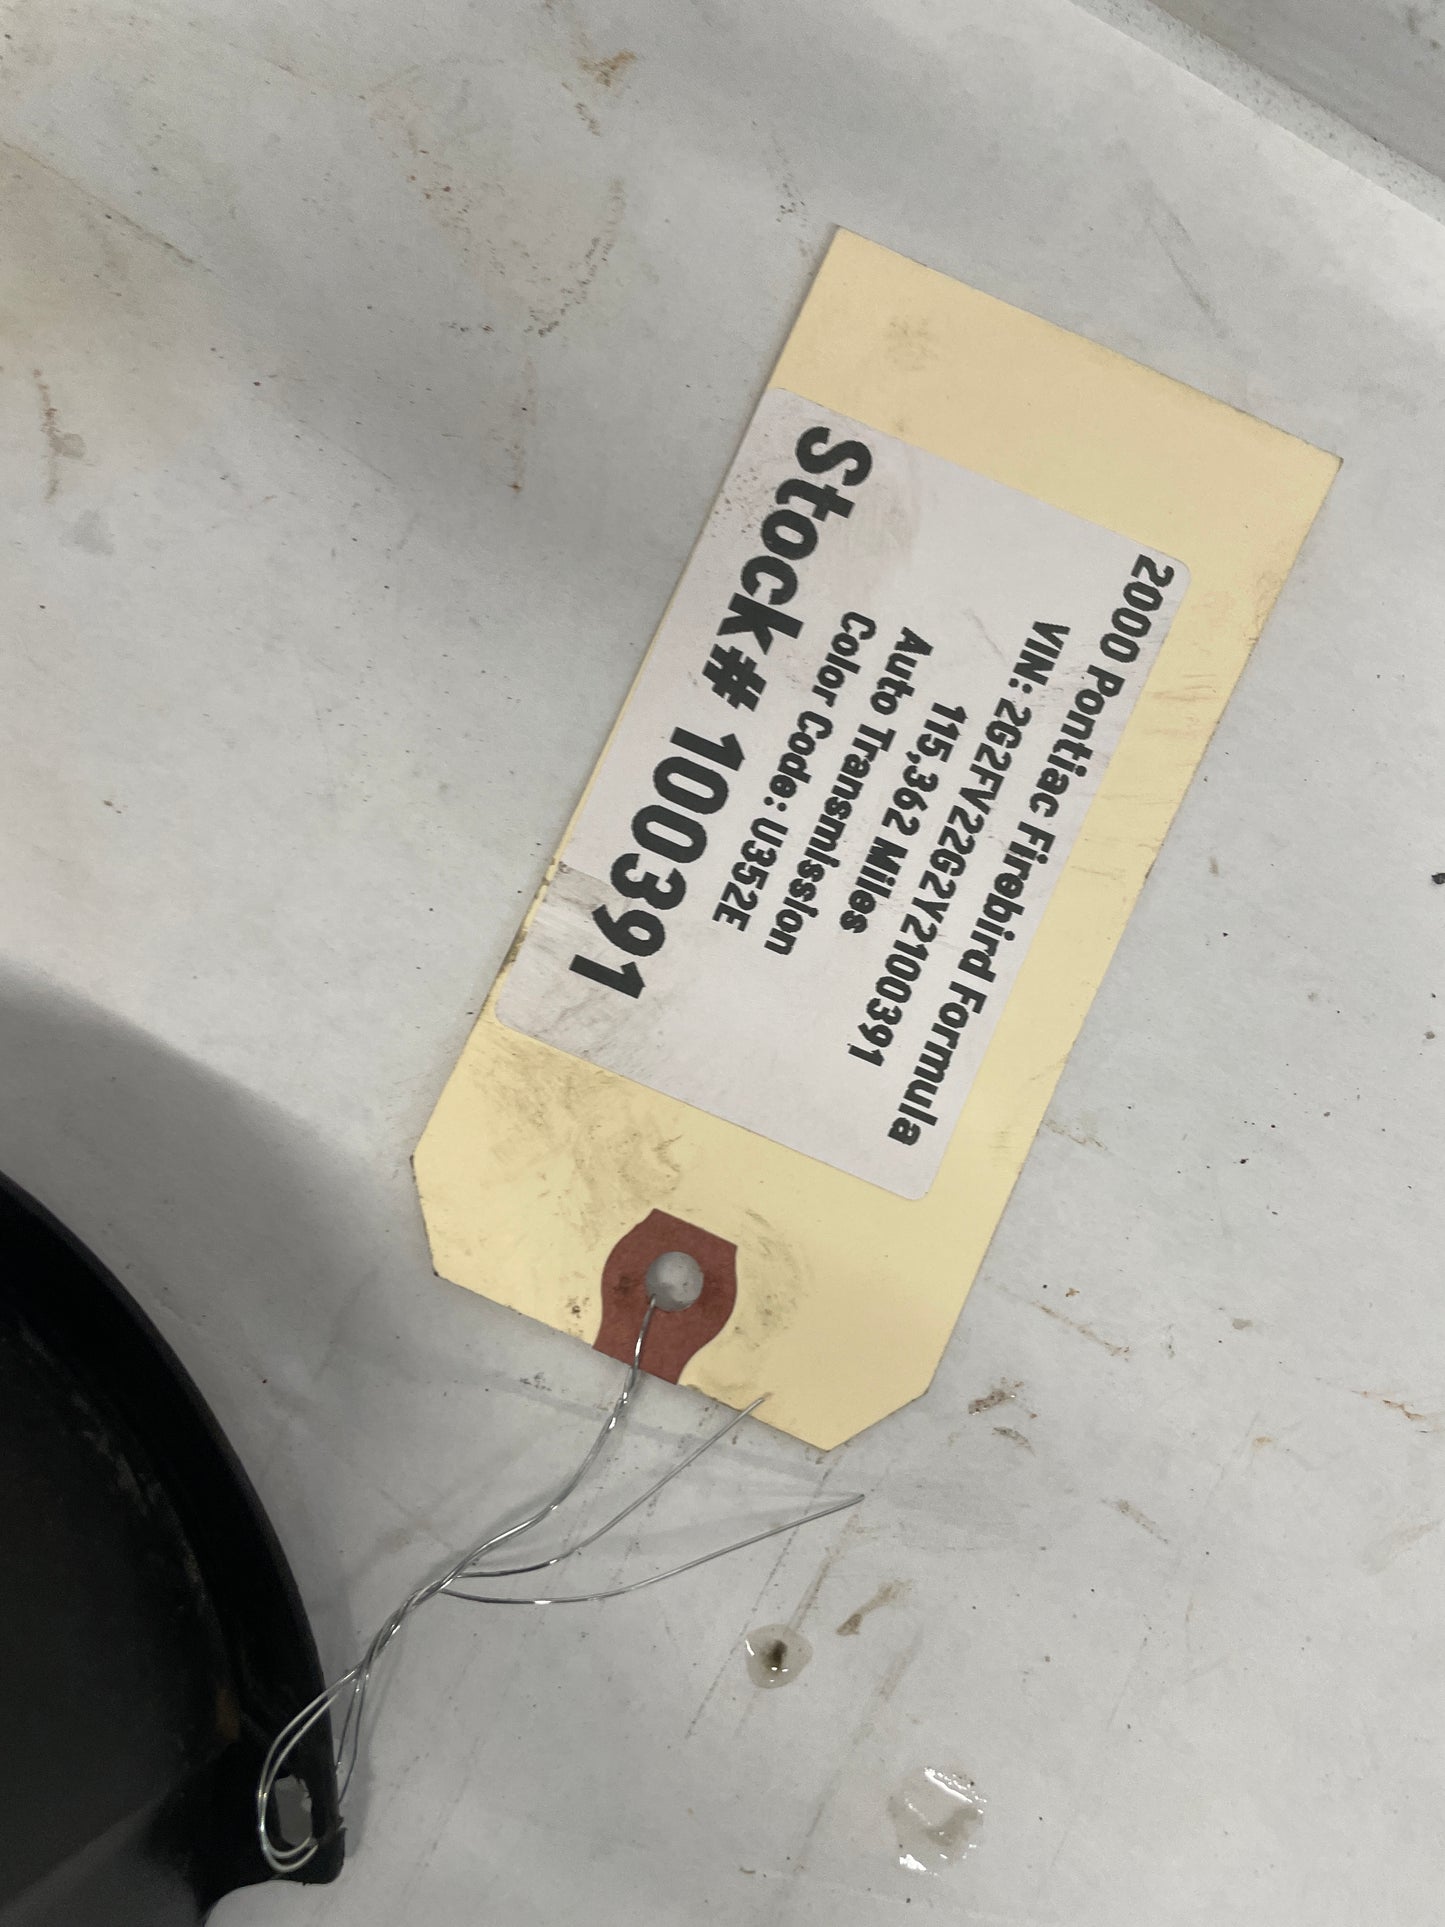 2000 Pontiac Firebird Formula
VIN: 2G2FV22G2Y2100391
115,362 Miles
Auto Transmission
Color Code: U352E
Stock# 100391